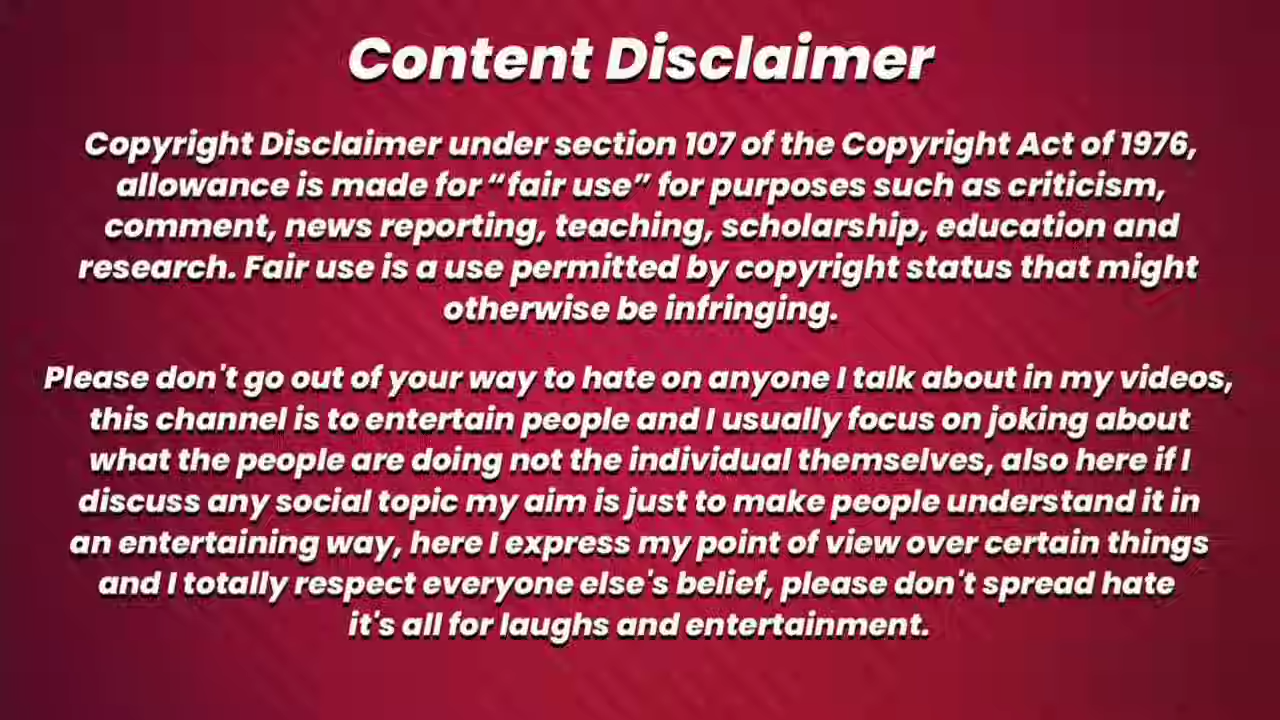 Content Disclaimer
Copyright Disclaimer under section 107 of the Copyright Act of 1976,
allowance is made for “fair use” for purposes such as criticism,
comment, news reporting, teaching, scholarship, education and
research. Fair use is a use permitted by copyright status that might
otherwise be infringing.
Please don't go out of your way to hate on anyone I talk about in my videos,
this channel is to entertain people and I usually focus on joking about
what the people are doing not the individual themselves, also here if I
discuss any social topic my aim is just to make people understand it in
an entertaining way, here I express my point of view over certain things
and I totally respect everyone else's belief, please don't spread hate
it's all for laughs and entertainment.